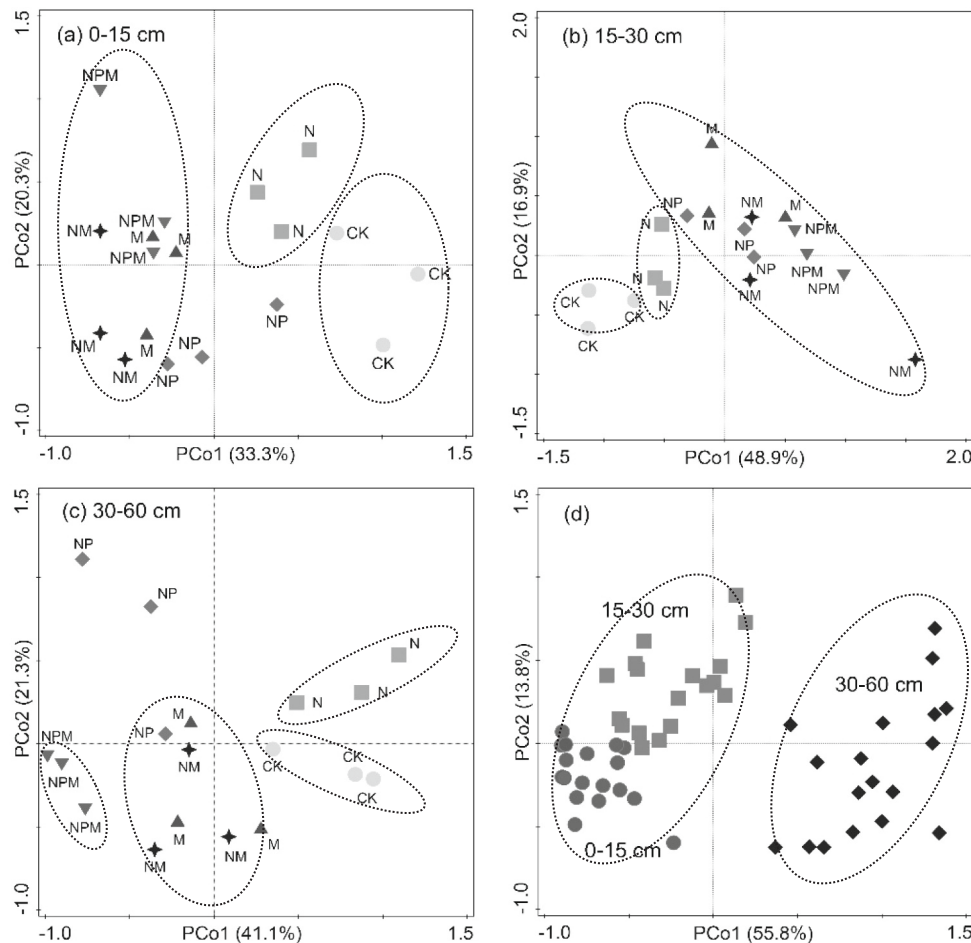 1.5
(a) 0-15 cm
NPM
N
N
NPM
NM
M
M
NPM
N
CK
CK
NP
NM
M
NP
CK
NM
NP
PCo2 (20.3%)
-1.0
-1.0
PCo1 (33.3%)
1.5
2.0
(b) 15-30 cm
M
NP
NM
M
N
M
NP
NPM
NP
N
NPM
CK
CK
N
NM
NPM
CK
NM
PCo2 (16.9%)
-1.5
-1.5
PCo1 (48.9%)
2.0
1.5
(c) 30-60 cm
NP
NP
N
N
N
M
NP
NPM
NM
CK
NPM
CK
CK
NPM
M
M
NM
NM
PCo2 (21.3%)
-1.0
-1.0
PCo1 (41.1%)
1.5
1.5
(d)
15-30 cm
30-60 cm
0-15 cm
PCo2 (13.8%)
-1.0
-1.0
PCo1 (55.8%)
1.5